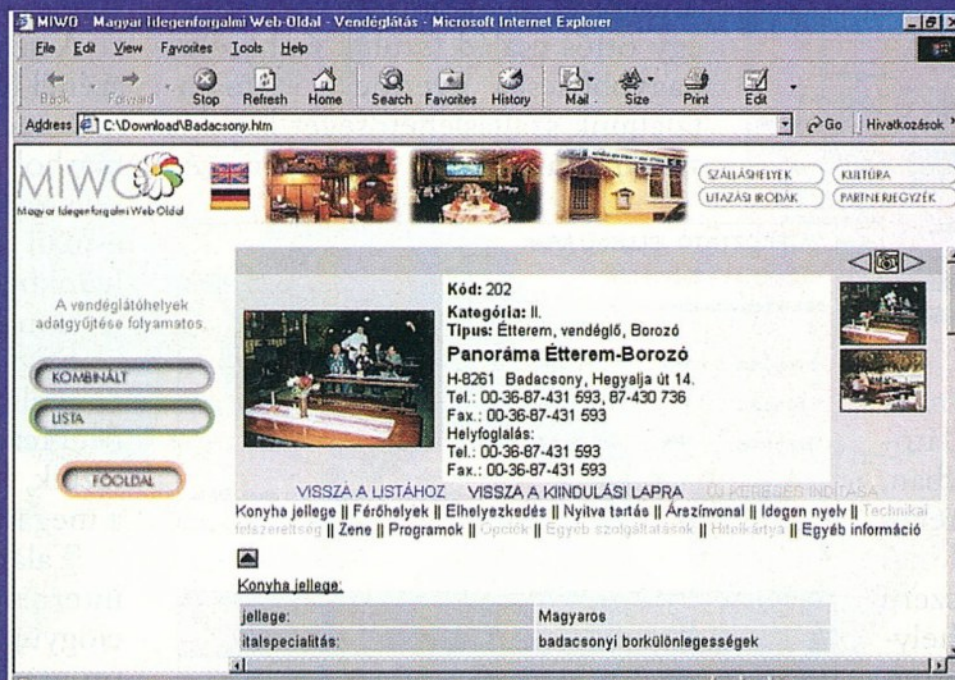 MIWO - Magyar Idegenforgalmi Web-Oldal - Vendéglátás - Microsoft Internet Explorer
File Edit View Favorites Tools Help
Back Forward Stop Refresh Home Search Favorites History Mail Size Print Edit
Address C:\Download\Badacsony.htm Go Hivatkozások
MIWO
Magyar Idegenforgalmi Web Oldal
SZÁLLÁSHELYEK KULTÚRA
UTAZÁSI IRODÁK PARTNERJEGYZÉK
A vendéglátóhelyek
adatgyűjtése folyamatos.
KOMBINÁLT
LISTA
FŐOLDAL
Kód: 202
Kategória: II.
Típus: Étterem, vendéglő, Borozó
Panoráma Étterem-Borozó
H-8261 Badacsony, Hegyalja út 14.
Tel.: 00-36-87-431 593, 87-430 736
Fax.: 00-36-87-431 593
Helyfoglalás:
Tel.: 00-36-87-431 593
Fax.: 00-36-87-431 593
VISSZA A LISTÁHOZ VISSZA A KIINDULÁSI LAPRA ÚJ KERESÉS INDÍTÁSA
Konyha jellege || Férőhelyek || Elhelyezkedés || Nyitva tartás || Árszínvonal || Idegen nyelv || Technikai
felszereltség || Zene || Programok || Opciók || Egyéb szolgáltatások || Hitelkártya || Egyéb információ
Konyha jellege:
jellege: Magyaros
italspecialitás: badacsonyi borkülönlegességek